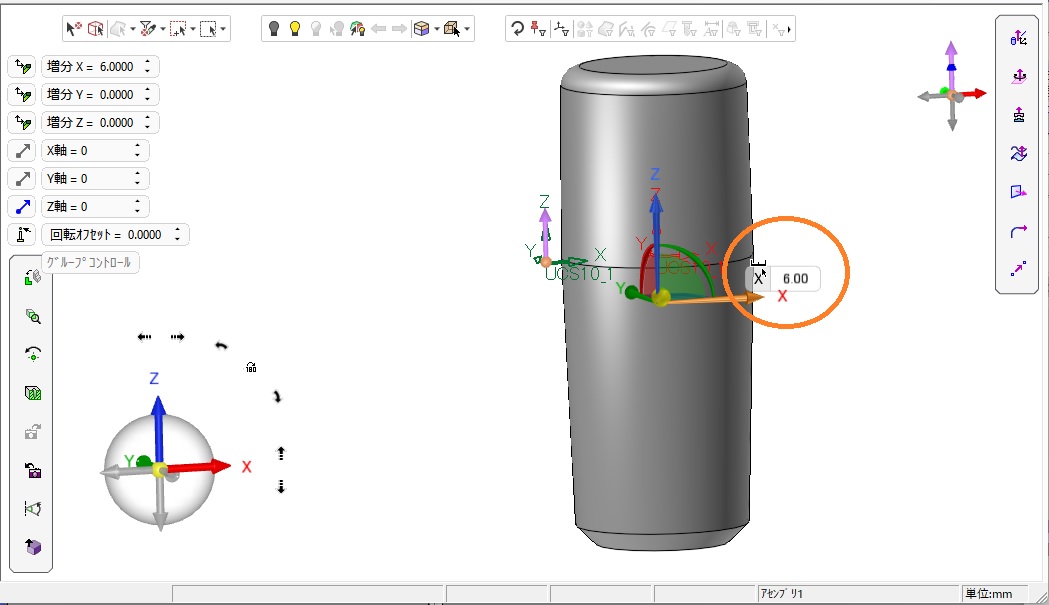 増分 X = 6.0000
増分 Y = 0.0000
増分 Z = 0.0000
X軸 = 0
Y軸 = 0
Z軸 = 0
回転オフセット = 0.0000
グループコントロール
Z
Y
X
UCS10_1
Z
Z
Y
X
Y
X 6.00
X
180
Z
Y
X
アセンブリ1
単位:mm